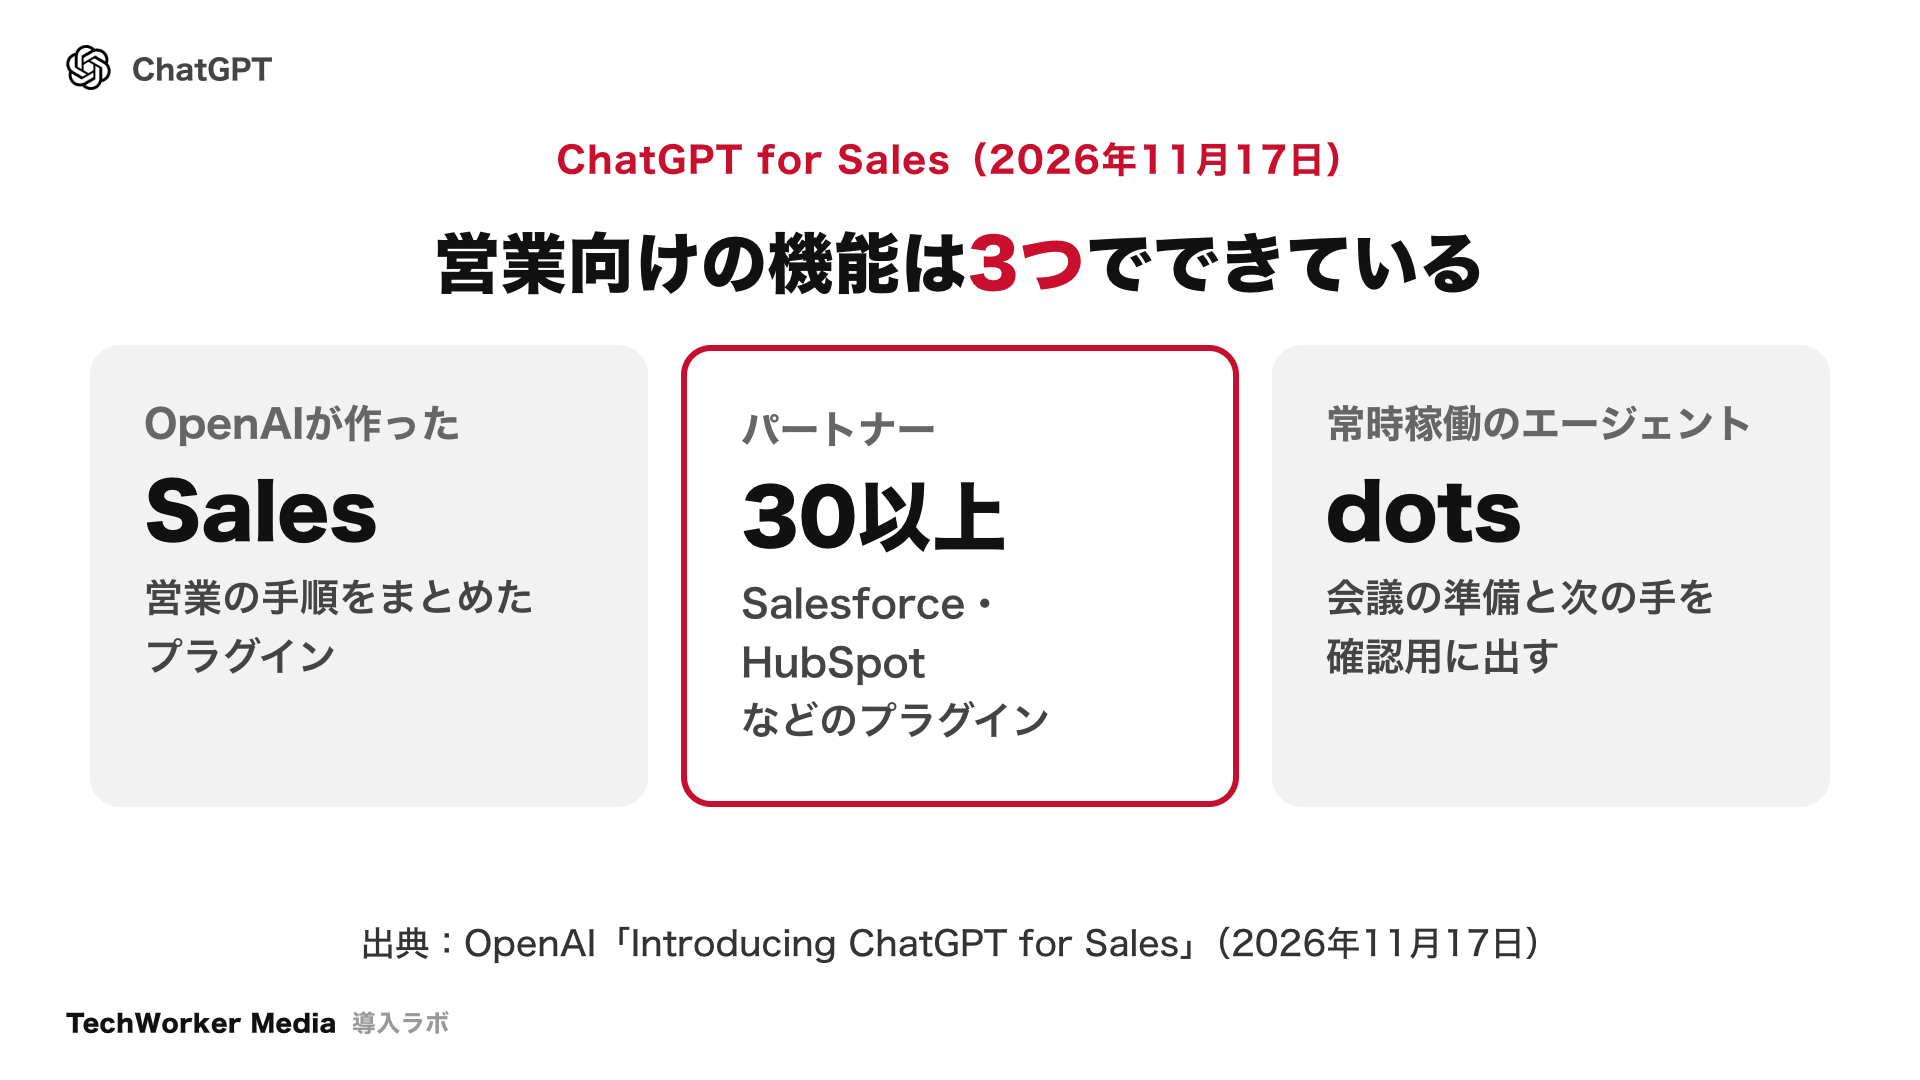 ChatGPT
ChatGPT for Sales（2026年11月17日）
営業向けの機能は3つでできている
OpenAIが作った
Sales
営業の手順をまとめた
プラグイン
パートナー
30以上
Salesforce・
HubSpot
などのプラグイン
常時稼働のエージェント
dots
会議の準備と次の手を
確認用に出す
出典：OpenAI「Introducing ChatGPT for Sales」（2026年11月17日）
TechWorker Media 導入ラボ